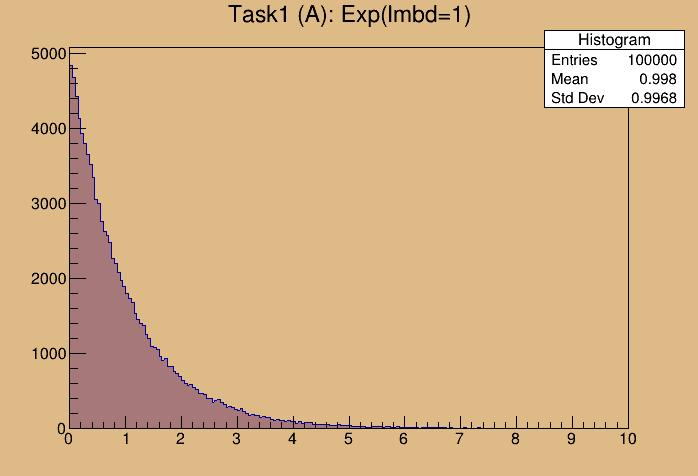 Task1 (A): Exp(lmbd=1)
Histogram
Entries 100000
Mean 0.998
Std Dev 0.9968
5000
4000
3000
2000
1000
0
0 1 2 3 4 5 6 7 8 9 10